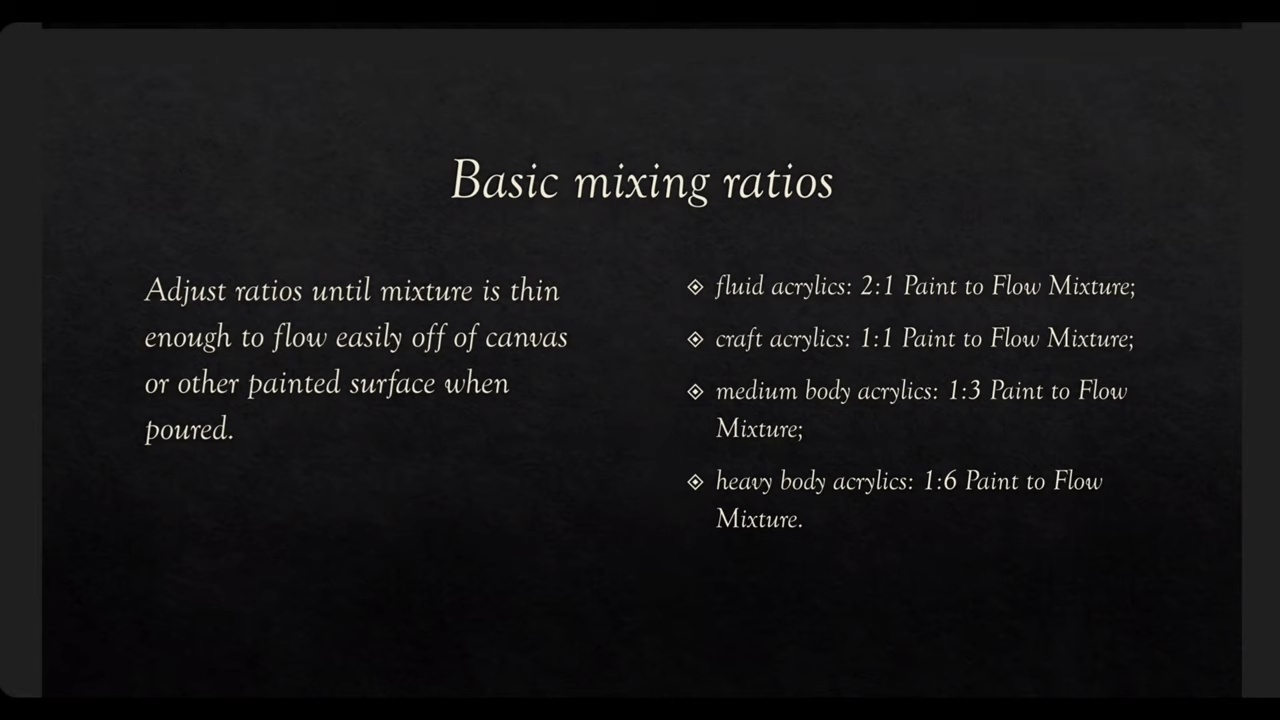 Basic mixing ratios
Adjust ratios until mixture is thin
enough to flow easily off of canvas
or other painted surface when
poured.
fluid acrylics: 2:1 Paint to Flow Mixture;
craft acrylics: 1:1 Paint to Flow Mixture;
medium body acrylics: 1:3 Paint to Flow
Mixture;
heavy body acrylics: 1:6 Paint to Flow
Mixture.